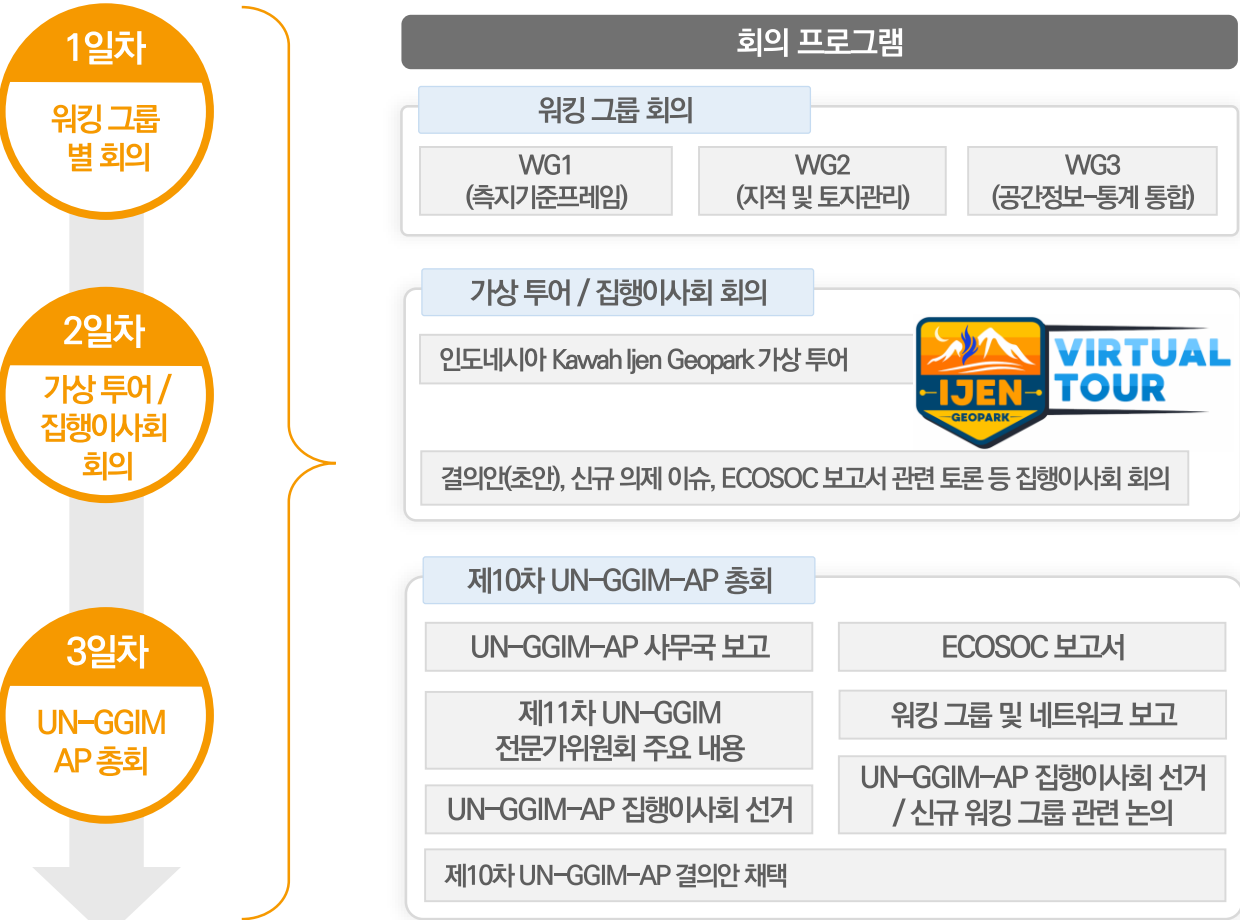 1일차
워킹 그룹
별 회의
2일차
가상 투어 /
집행이사회
회의
3일차
UN-GGIM
AP 총회
회의 프로그램
워킹 그룹 회의
WG1
(측지기준프레임)
WG2
(지적 및 토지관리)
WG3
(공간정보-통계 통합)
가상 투어 / 집행이사회 회의
인도네시아 Kawah Ijen Geopark 가상 투어
IJEN
GEOPARK
VIRTUAL
TOUR
결의안(초안), 신규 의제 이슈, ECOSOC 보고서 관련 토론 등 집행이사회 회의
제10차 UN-GGIM-AP 총회
UN-GGIM-AP 사무국 보고
ECOSOC 보고서
제11차 UN-GGIM
전문가위원회 주요 내용
워킹 그룹 및 네트워크 보고
UN-GGIM-AP 집행이사회 선거
UN-GGIM-AP 집행이사회 선거
/ 신규 워킹 그룹 관련 논의
제10차 UN-GGIM-AP 결의안 채택